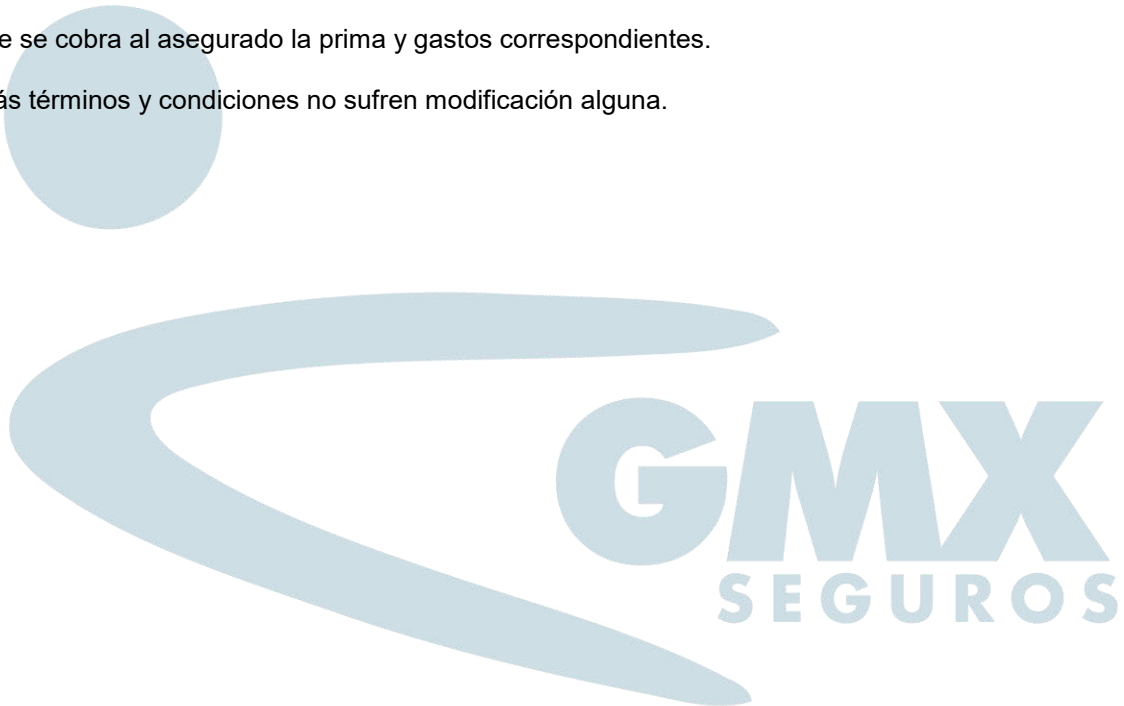 e se cobra al asegurado la prima y gastos correspondientes.
ás términos y condiciones no sufren modificación alguna.
GMX
SEGUROS